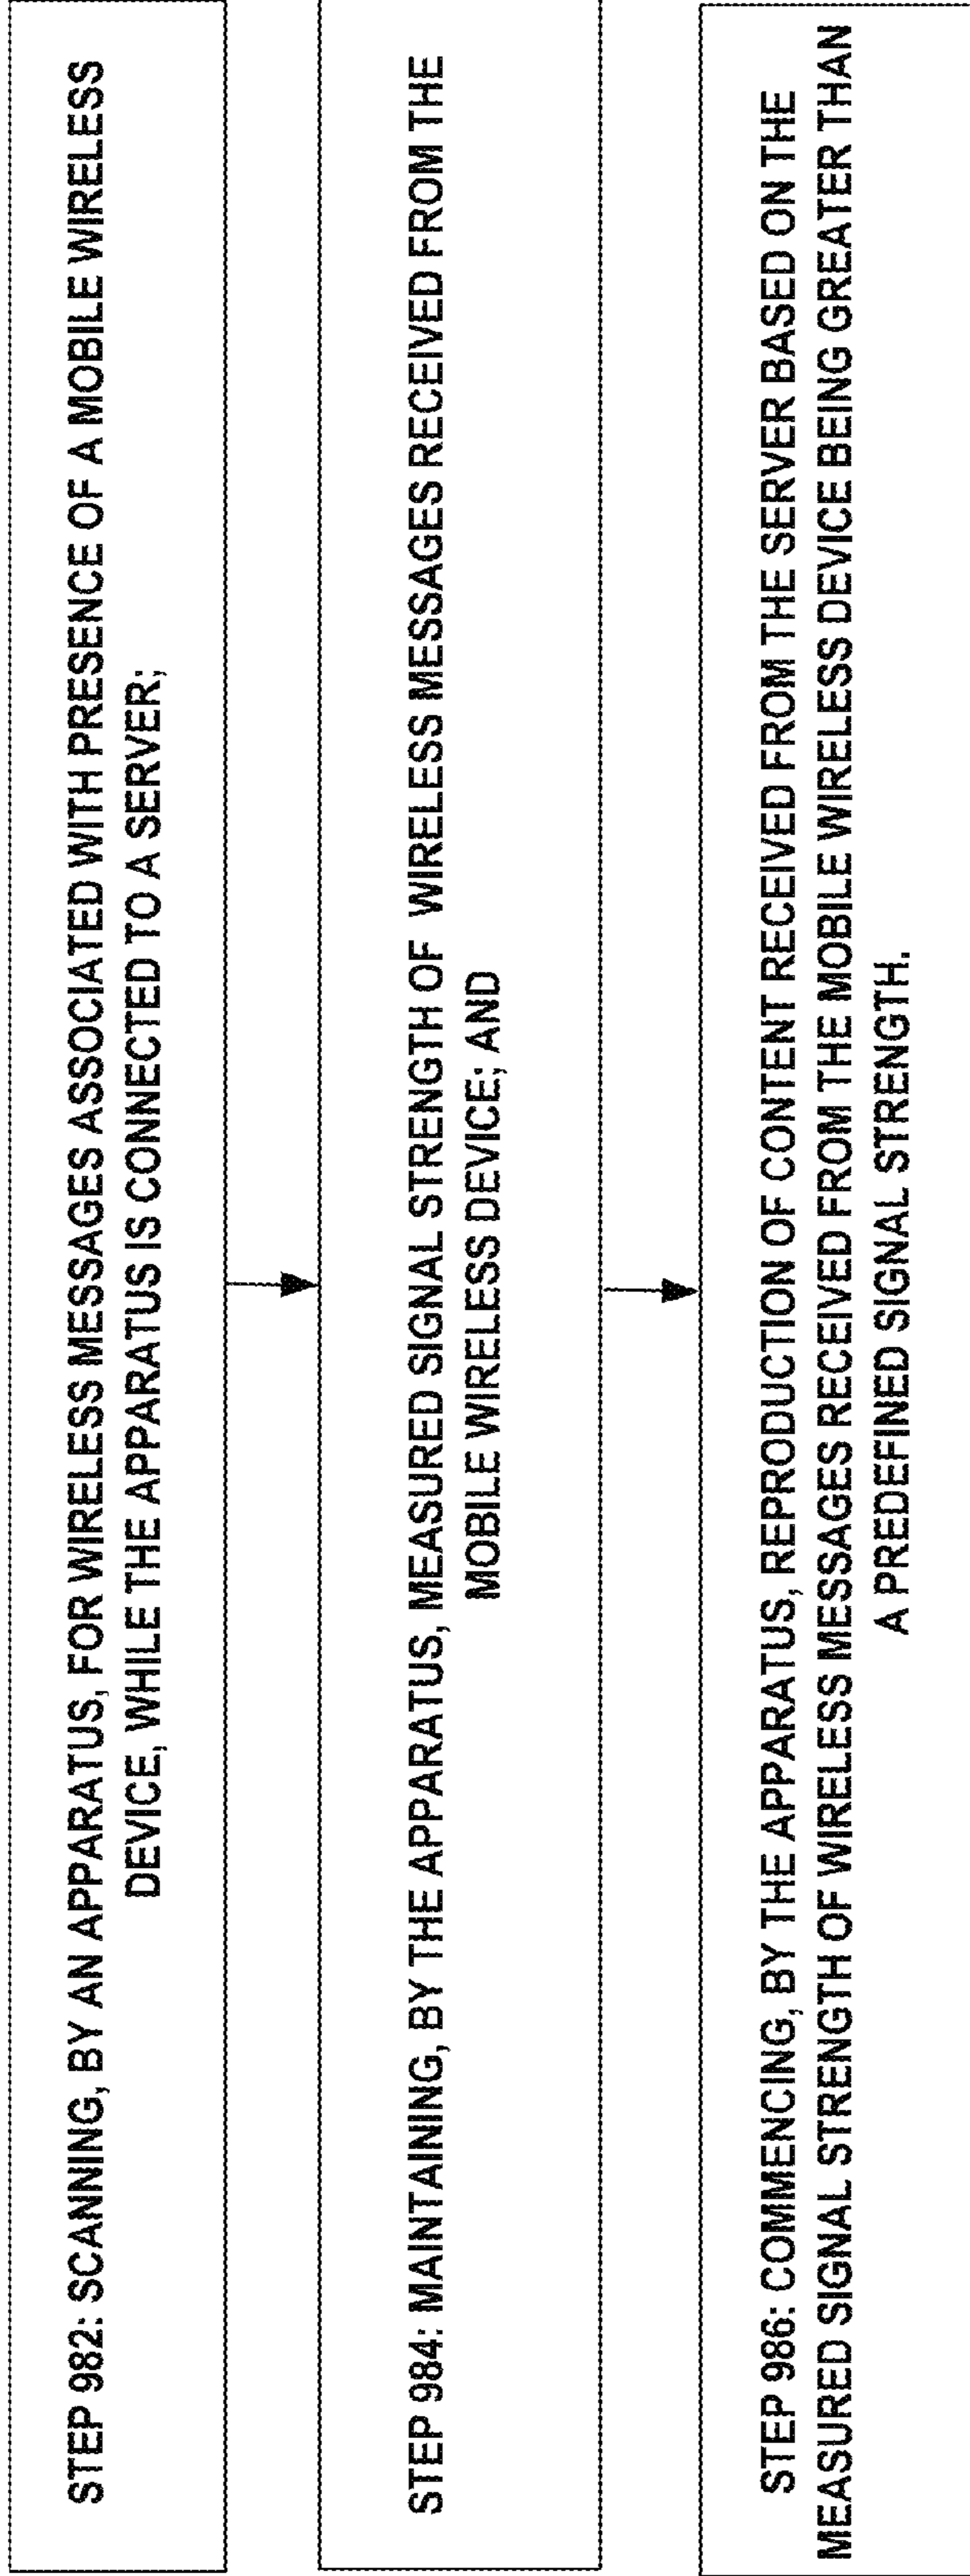 STEP 982: SCANNING, BY AN APPARATUS, FOR WIRELESS MESSAGES ASSOCIATED WITH PRESENCE OF A MOBILE WIRELESS
DEVICE, WHILE THE APPARATUS IS CONNECTED TO A SERVER;
STEP 984: MAINTAINING, BY THE APPARATUS, MEASURED SIGNAL STRENGTH OF WIRELESS MESSAGES RECEIVED FROM THE
MOBILE WIRELESS DEVICE; AND
STEP 986: COMMENCING, BY THE APPARATUS, REPRODUCTION OF CONTENT RECEIVED FROM THE SERVER BASED ON THE
MEASURED SIGNAL STRENGTH OF WIRELESS MESSAGES RECEIVED FROM THE MOBILE WIRELESS DEVICE BEING GREATER THAN
A PREDEFINED SIGNAL STRENGTH.